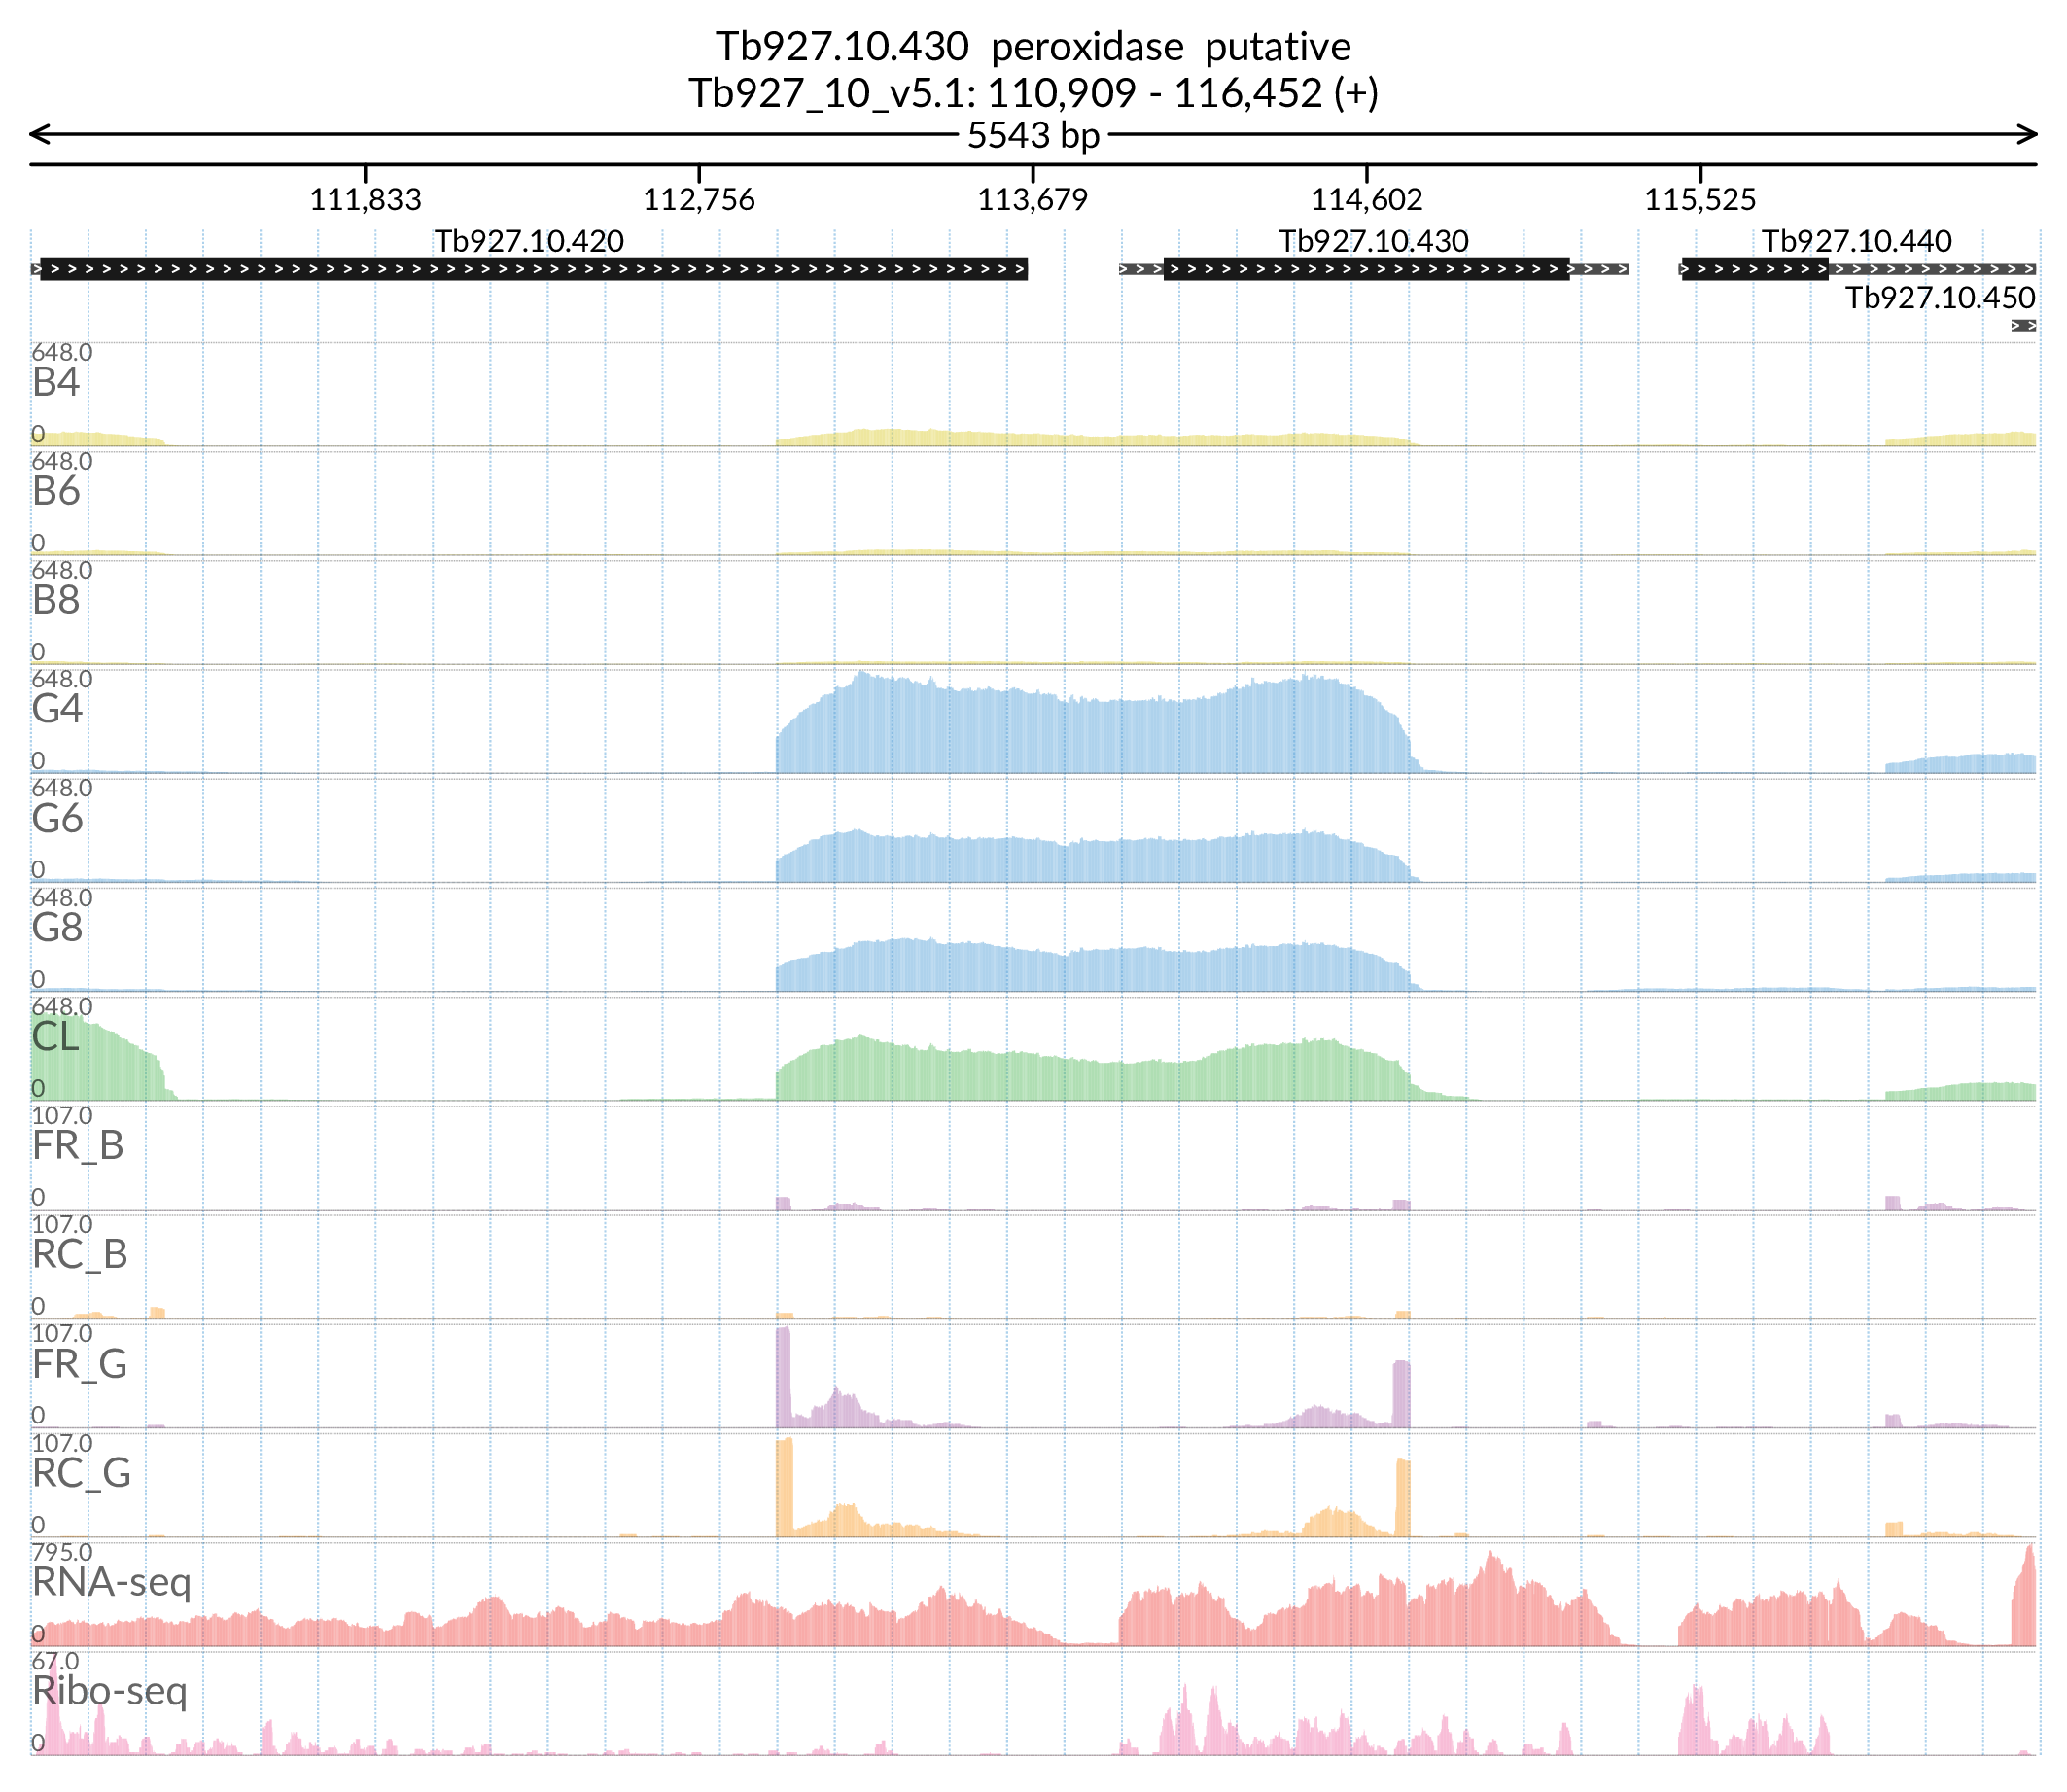 Tb927.10.430 peroxidase putative
Tb927_10_v5.1: 110,909 - 116,452 (+)
5543 bp
111,833 112,756 113,679 114,602 115,525
Tb927.10.420 Tb927.10.430 Tb927.10.440
Tb927.10.450
648.0
B4
0
648.0
B6
0
648.0
B8
0
648.0
G4
0
648.0
G6
0
648.0
G8
0
648.0
CL
0
107.0
FR_B
0
107.0
RC_B
0
107.0
FR_G
0
107.0
RC_G
0
795.0
RNA-seq
0
67.0
Ribo-seq
0